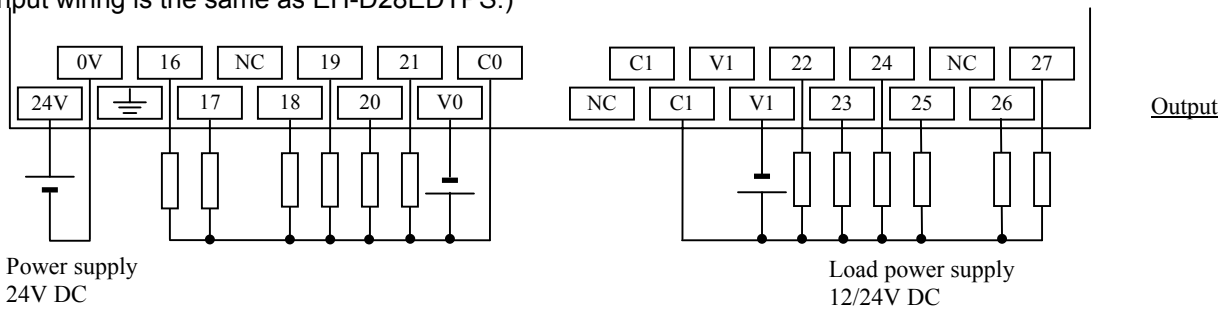 nput wiring is the same as EH-D28EDTPS.)
0V 16 NC 19 21 C0 C1 V1 22 24 NC 27
24V 17 18 20 V0 NC C1 V1 23 25 26 Output
Power supply
24V DC
Load power supply
12/24V DC